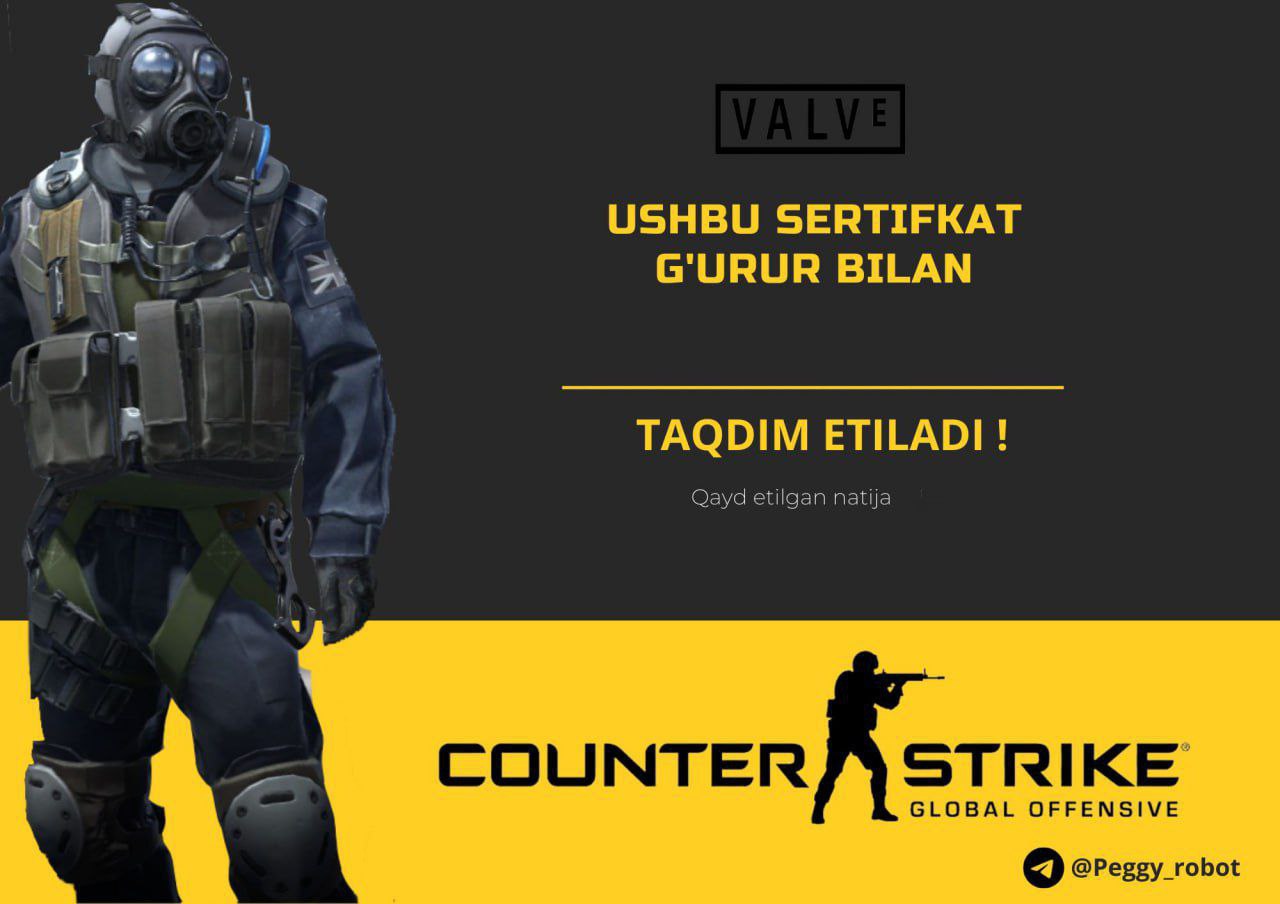 VALVE
USHBU SERTIFKAT
G'URUR BILAN
TAQDIM ETILADI !
Qayd etilgan natija
COUNTER STRIKE®
GLOBAL OFFENSIVE
@Peggy_robot